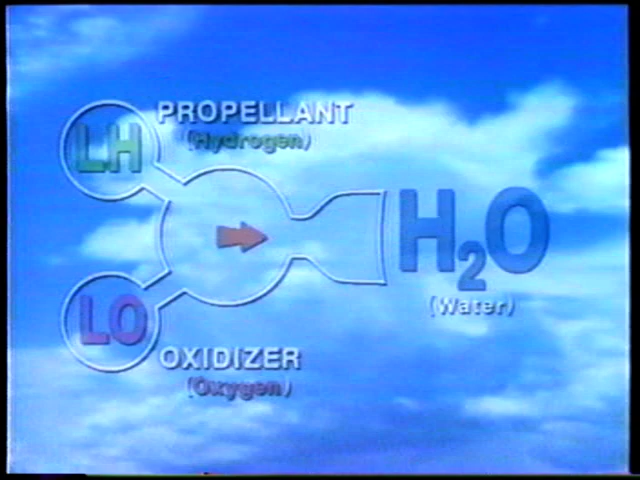 PROPELLANT
(Hydrogen)
LH
H2O
(Water)
LO
OXIDIZER
(Oxygen)